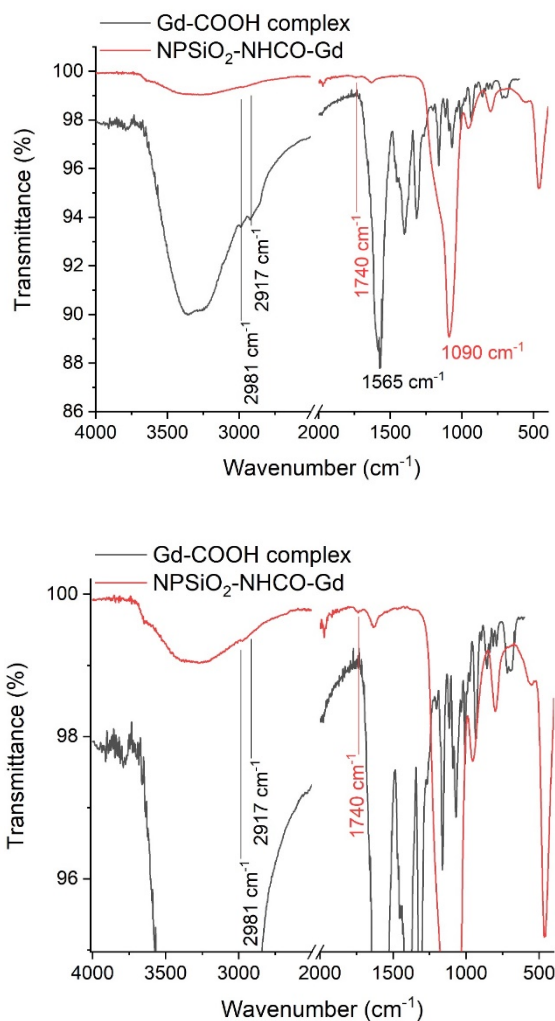 Gd-COOH complex
NPSiO₂-NHCO-Gd
Transmittance (%)
100
98
96
94
92
90
88
86
2981 cm⁻¹
2917 cm⁻¹
1740 cm⁻¹
1565 cm⁻¹
1090 cm⁻¹
4000 3500 3000 2000 1500 1000 500
Wavenumber (cm⁻¹)
Gd-COOH complex
NPSiO₂-NHCO-Gd
Transmittance (%)
100
98
96
2981 cm⁻¹
2917 cm⁻¹
1740 cm⁻¹
4000 3500 3000 2000 1500 1000 500
Wavenumber (cm⁻¹)